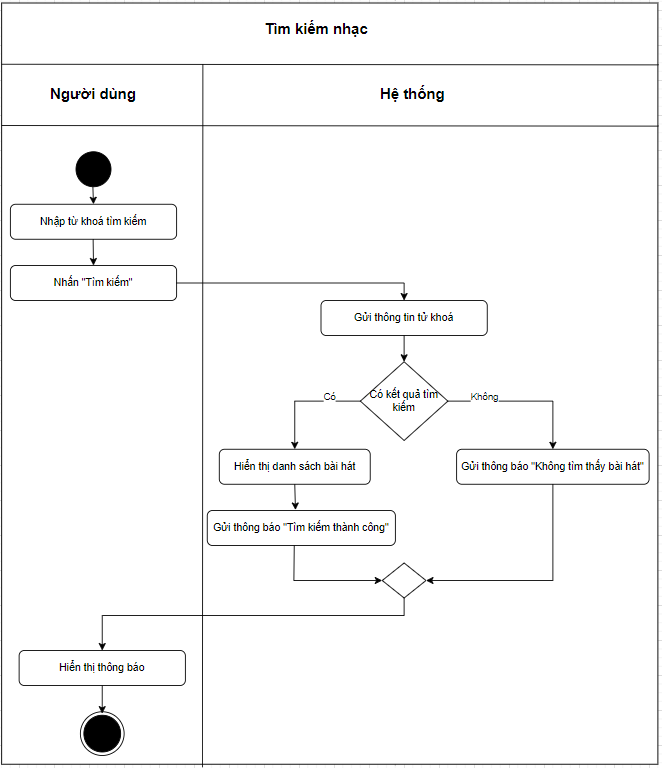 Tìm kiếm nhạc
Người dùng
Hệ thống
Nhập từ khoá tìm kiếm
Nhấn "Tìm kiếm"
Gửi thông tin tử khoá
Có kết quả tìm
kiếm
Có
Không
Hiển thị danh sách bài hát
Gửi thông báo "Không tìm thấy bài hát"
Gửi thông báo "Tìm kiếm thành công"
Hiển thị thông báo